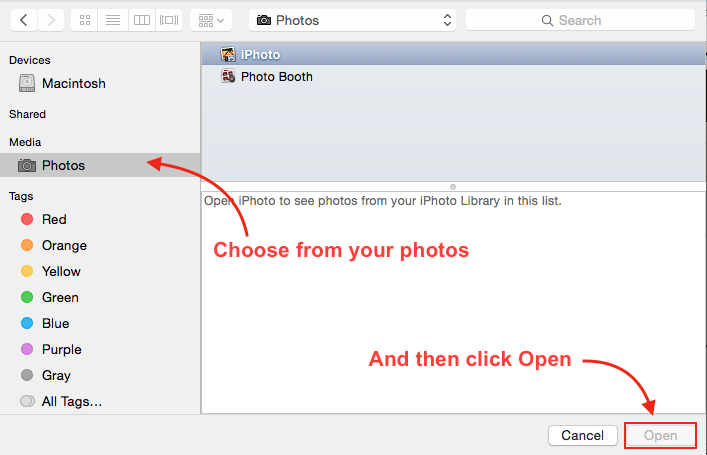 Photos
Search
Devices
Macintosh
Shared
Media
Photos
Tags
Red
Orange
Yellow
Green
Blue
Purple
Gray
All Tags...
iPhoto
Photo Booth
Open iPhoto to see photos from your iPhoto Library in this list.
Choose from your photos
And then click Open
Cancel
Open